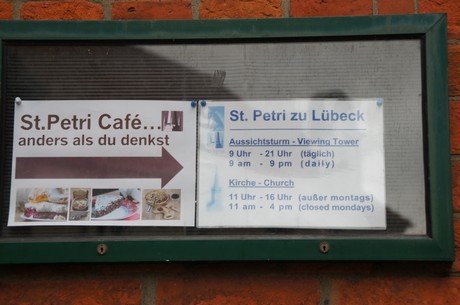 St.Petri Café...
anders als du denkst
St. Petri zu Lübeck
Aussichtsturm - Viewing Tower
9 Uhr - 21 Uhr (täglich)
9 am - 9 pm (daily)
Kirche - Church
11 Uhr - 16 Uhr (außer montags)
11 am - 4 pm (closed mondays)